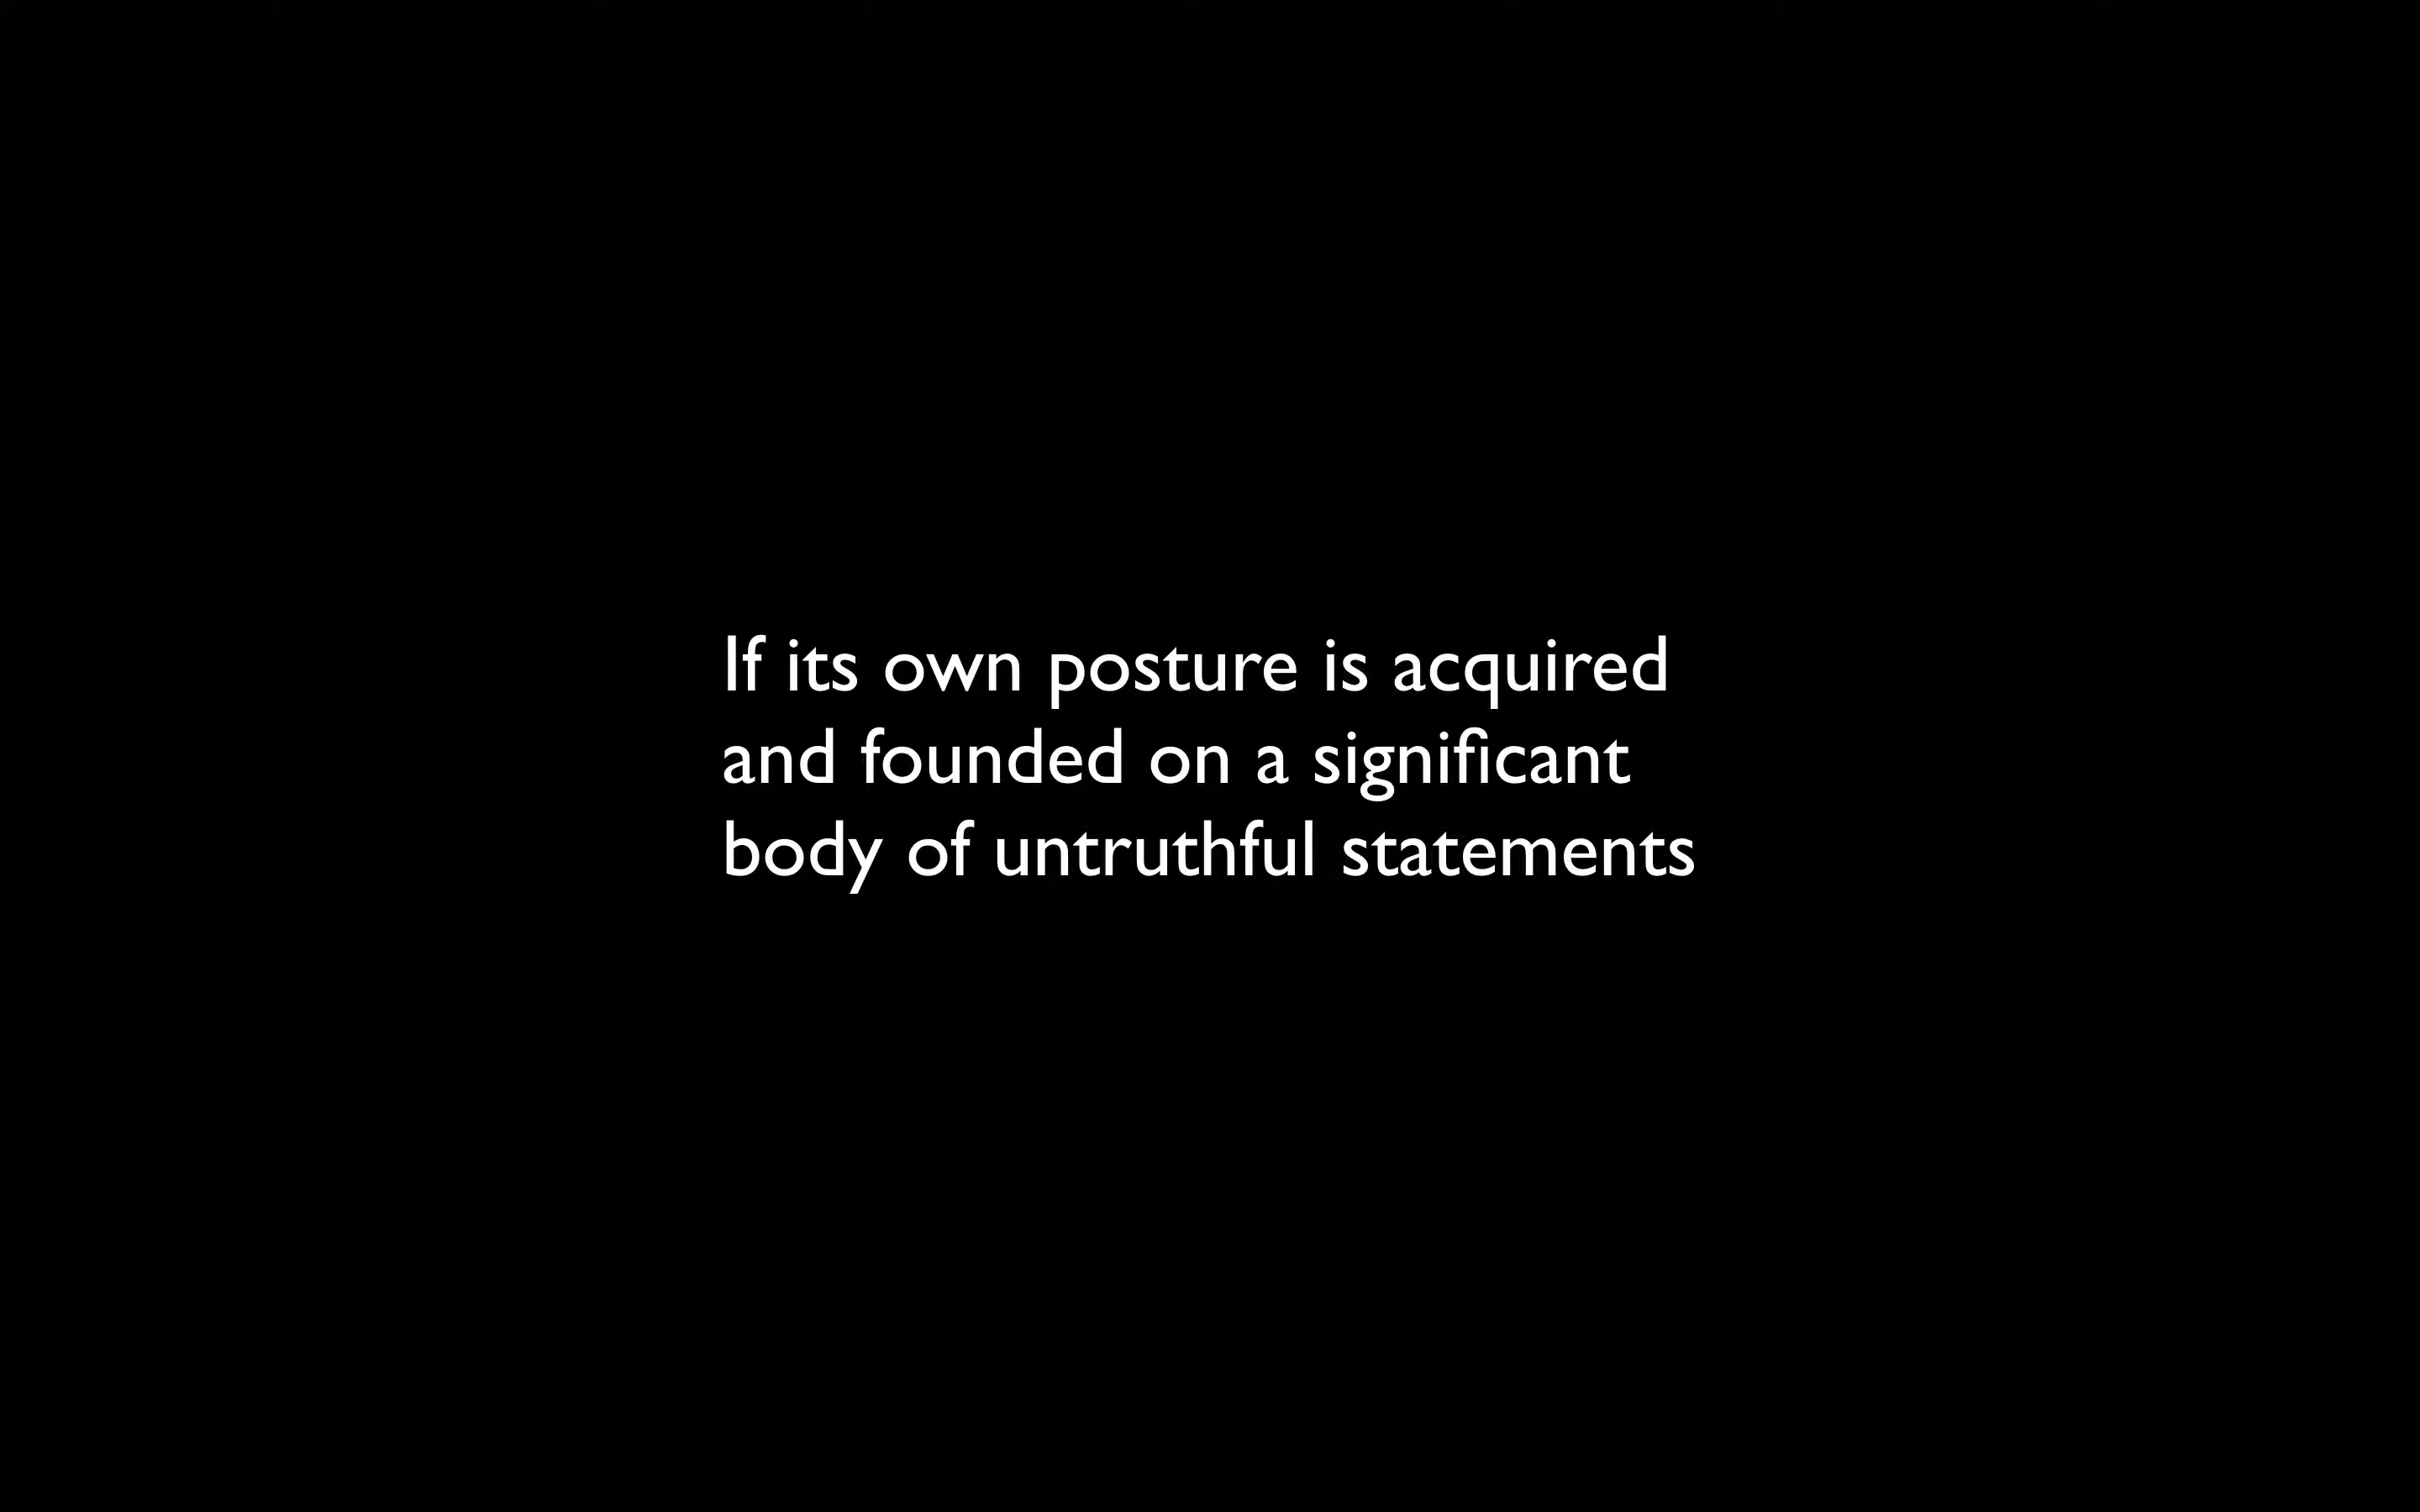 If its own posture is acquired
and founded on a significant
body of untruthful statements